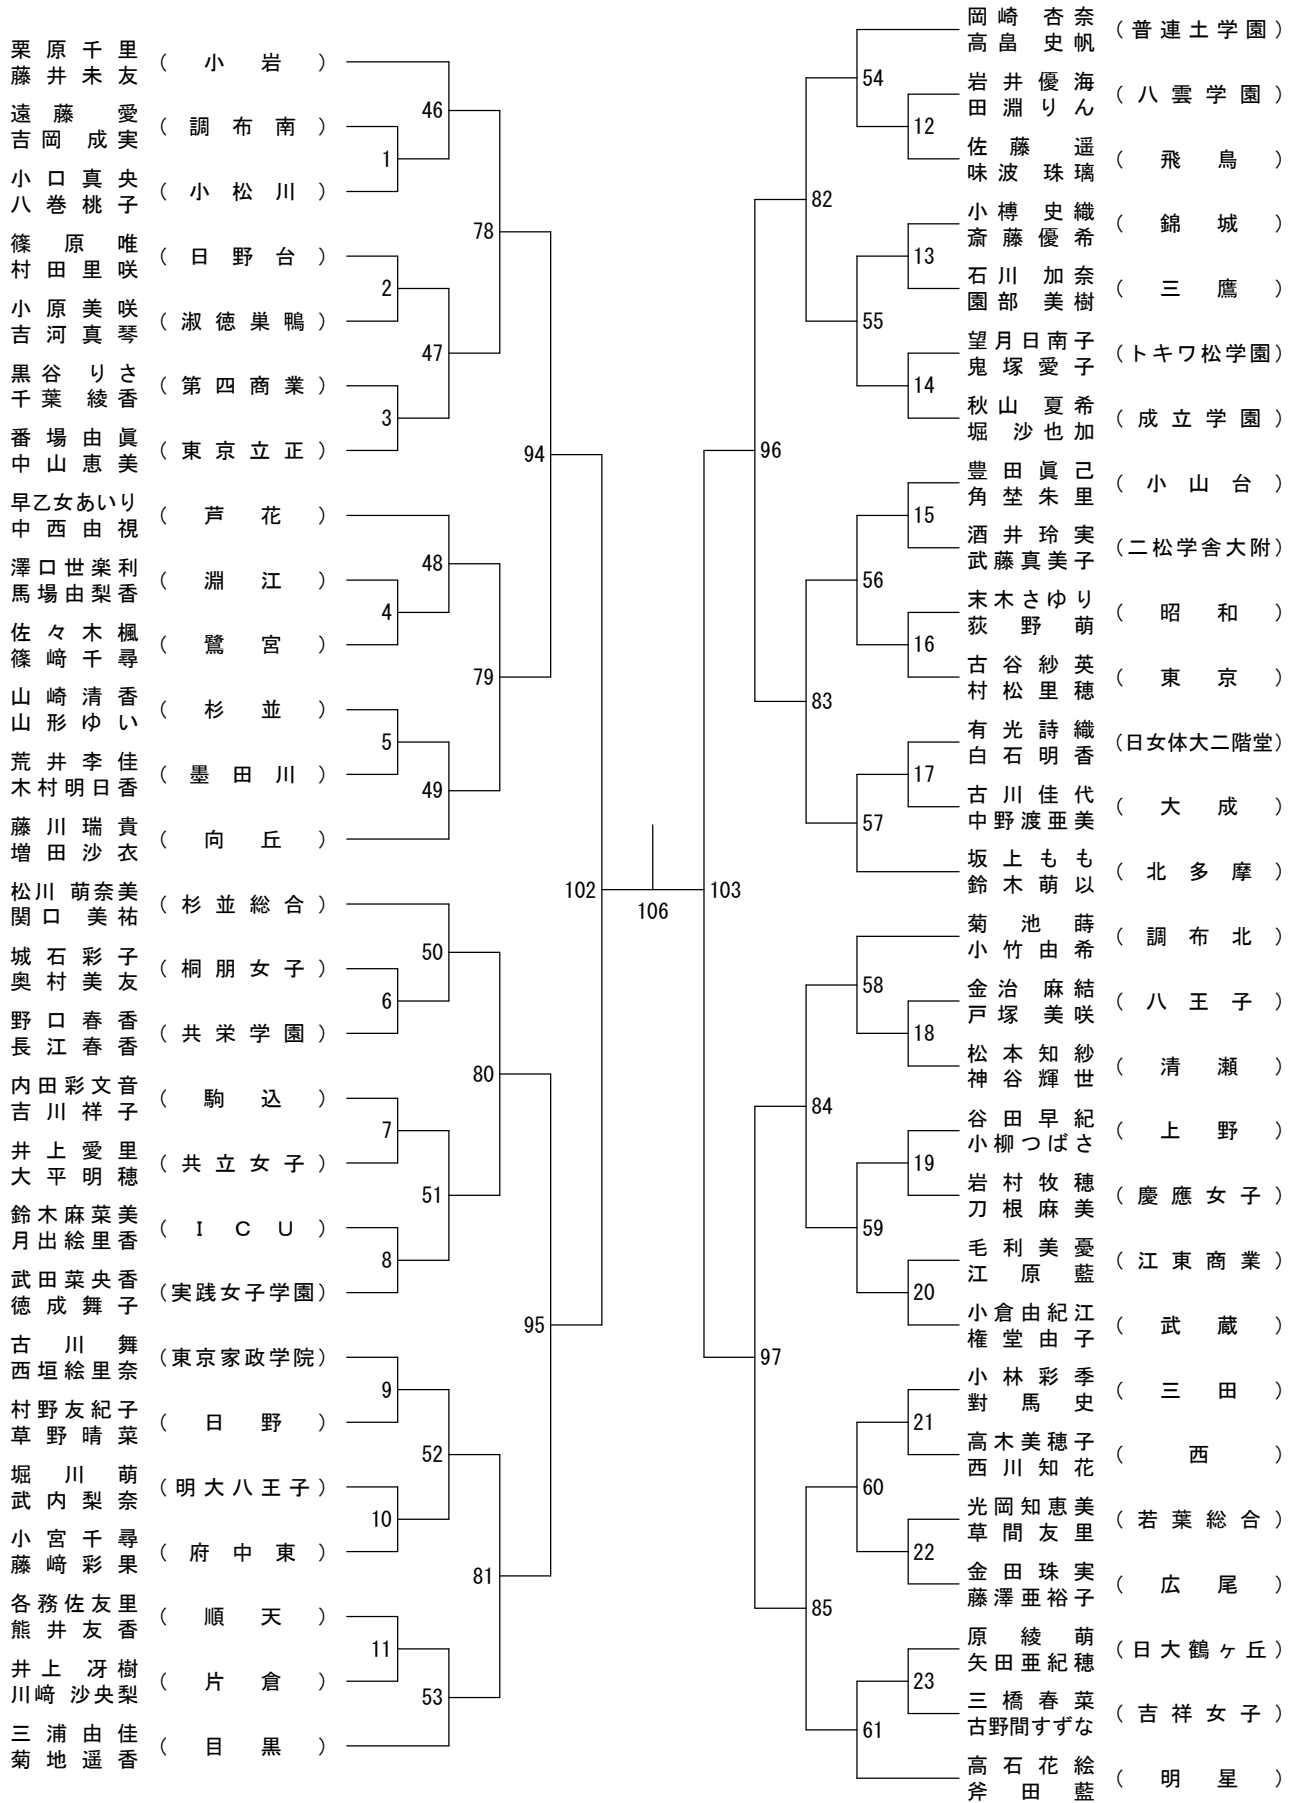 栗原千里
藤井未友
(小岩)
遠藤愛
吉岡成実
(調布南)
小口真央
八巻桃子
(小松川)
篠原唯
村田里咲
(日野台)
小原美咲
吉河真琴
(淑徳巣鴨)
黒谷りさ
千葉綾香
(第四商業)
番場由眞
中山恵美
(東京立正)
早乙女あいり
中西由視
(芦花)
澤口世楽利
馬場由梨香
(淵江)
佐々木楓
篠﨑千尋
(鷺宮)
山崎清香
山形ゆい
(杉並)
荒井李佳
木村明日香
(墨田川)
藤川瑞貴
増田沙衣
(向丘)
松川萌奈美
関口美祐
(杉並総合)
城石彩子
奥村美友
(桐朋女子)
野口春香
長江春香
(共栄学園)
内田彩文音
吉川祥子
(駒込)
井上愛里
大平明穂
(共立女子)
鈴木麻菜美
月出絵里香
(ICU)
武田菜央香
徳成舞子
(実践女子学園)
古川舞
西垣絵里奈
(東京家政学院)
村野友紀子
草野晴菜
(日野)
堀川萌
武内梨奈
(明大八王子)
小宮千尋
藤﨑彩果
(府中東)
各務佐友里
熊井友香
(順天)
井上冴樹
川﨑沙央梨
(片倉)
三浦由佳
菊地遥香
(目黒)
46
1
78
2
47
3
94
48
4
79
5
49
102
50
6
80
7
51
8
95
9
52
10
81
11
53
106
103
54
12
82
13
55
14
96
15
56
16
83
17
57
58
18
84
19
59
20
97
21
60
22
85
23
61
岡崎杏奈
高畠史帆
(普連土学園)
岩井優海
田淵りん
(八雲学園)
佐藤遥
味波珠璃
(飛鳥)
小榑史織
斎藤優希
(錦城)
石川加奈
園部美樹
(三鷹)
望月日南子
鬼塚愛子
(トキワ松学園)
秋山夏希
堀沙也加
(成立学園)
豊田眞己
角埜朱里
(小山台)
酒井玲実
武藤真美子
(二松学舎大附)
末木さゆり
荻野萌
(昭和)
古谷紗英
村松里穂
(東京)
有光詩織
白石明香
(日女体大二階堂)
古川佳代
中野渡亜美
(大成)
坂上もも
鈴木萌以
(北多摩)
菊池蒔
小竹由希
(調布北)
金治麻結
戸塚美咲
(八王子)
松本知紗
神谷輝世
(清瀬)
谷田早紀
小柳つばさ
(上野)
岩村牧穂
刀根麻美
(慶應女子)
毛利美憂
江原藍
(江東商業)
小倉由紀江
権堂由子
(武蔵)
小林彩季
對馬史
(三田)
高木美穂子
西川知花
(西)
光岡知恵美
草間友里
(若葉総合)
金田珠実
藤澤亜裕子
(広尾)
原綾萌
矢田亜紀穂
(日大鶴ヶ丘)
三橋春菜
古野間すずな
(吉祥女子)
高石花絵
斧田藍
(明星)